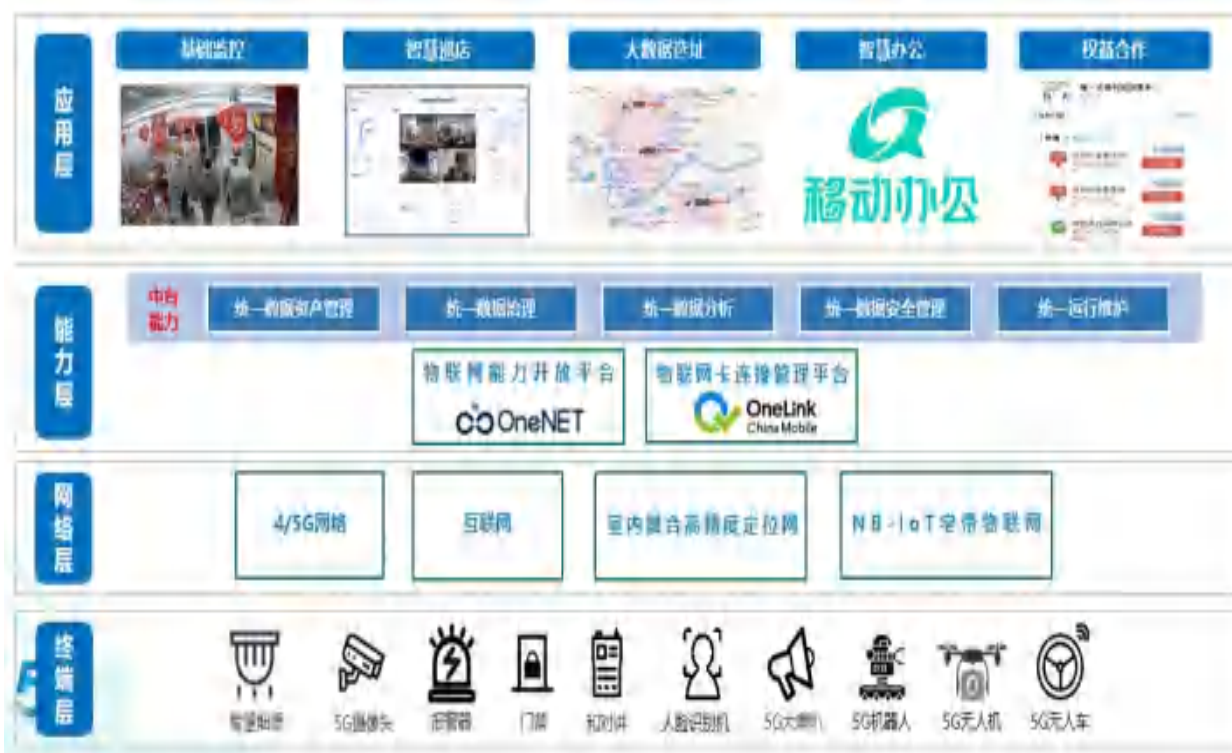 应用层
基础监控
智慧巡店
大数据选址
智慧办公
权益合作
移动办公
能力层
中台
能力
统一数据资产管理
统一数据治理
统一数据分析
统一数据安全管理
统一运行维护
物联网能力开放平台
OneNET
物联网卡连接管理平台
OneLink
China Mobile
网络层
4/5G网络
互联网
室内融合高精度定位网
NB-IoT窄带物联网
终端层
5G摄像头
报警器
门禁
和对讲
人脸识别机
5G大喇叭
5G机器人
5G无人机
5G无人车